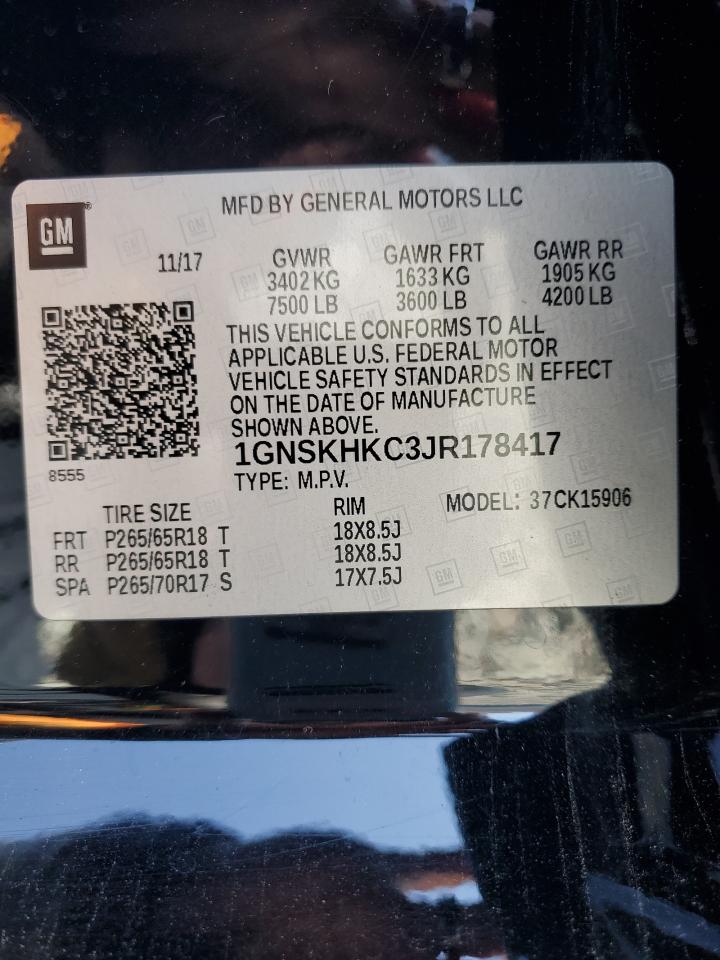 MFD BY GENERAL MOTORS LLC
GM®
11/17
GVWR GAWR FRT GAWR RR
3402 KG 1633 KG 1905 KG
7500 LB 3600 LB 4200 LB
THIS VEHICLE CONFORMS TO ALL
APPLICABLE U.S. FEDERAL MOTOR
VEHICLE SAFETY STANDARDS IN EFFECT
ON THE DATE OF MANUFACTURE
SHOWN ABOVE.
1GNSKHKC3JR178417
8555
TYPE: M.P.V.
TIRE SIZE RIM MODEL: 37CK15906
FRT P265/65R18 T 18X8.5J
RR P265/65R18 T 18X8.5J
SPA P265/70R17 S 17X7.5J